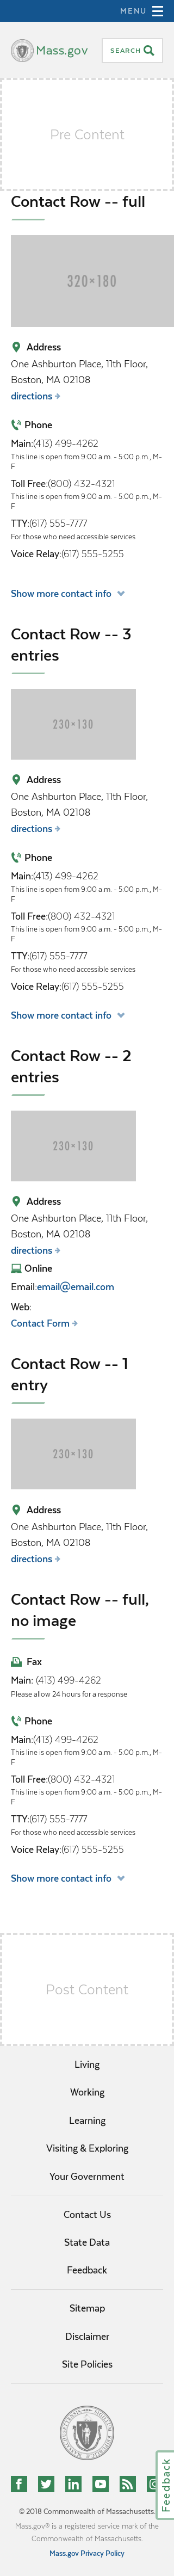 MENU
Mass.gov
SEARCH
Pre Content
Contact Row -- full
320×180
Address
One Ashburton Place, 11th Floor,
Boston, MA 02108
directions
Phone
Main:(413) 499-4262
This line is open from 9:00 a.m. - 5:00 p.m., M-
F
Toll Free:(800) 432-4321
This line is open from 9:00 a.m. - 5:00 p.m., M-
F
TTY:(617) 555-7777
For those who need accessible services
Voice Relay:(617) 555-5255
Show more contact info
Contact Row -- 3
entries
230×130
Address
One Ashburton Place, 11th Floor,
Boston, MA 02108
directions
Phone
Main:(413) 499-4262
This line is open from 9:00 a.m. - 5:00 p.m., M-
F
Toll Free:(800) 432-4321
This line is open from 9:00 a.m. - 5:00 p.m., M-
F
TTY:(617) 555-7777
For those who need accessible services
Voice Relay:(617) 555-5255
Show more contact info
Contact Row -- 2
entries
230×130
Address
One Ashburton Place, 11th Floor,
Boston, MA 02108
directions
Online
Email:email@email.com
Web:
Contact Form
Contact Row -- 1
entry
230×130
Address
One Ashburton Place, 11th Floor,
Boston, MA 02108
directions
Contact Row -- full,
no image
Fax
Main: (413) 499-4262
Please allow 24 hours for a response
Phone
Main:(413) 499-4262
This line is open from 9:00 a.m. - 5:00 p.m., M-
F
Toll Free:(800) 432-4321
This line is open from 9:00 a.m. - 5:00 p.m., M-
F
TTY:(617) 555-7777
For those who need accessible services
Voice Relay:(617) 555-5255
Show more contact info
Post Content
Living
Working
Learning
Visiting & Exploring
Your Government
Contact Us
State Data
Feedback
Sitemap
Disclaimer
Site Policies
Feedback
© 2018 Commonwealth of Massachusetts.
Mass.gov® is a registered service mark of the
Commonwealth of Massachusetts.
Mass.gov Privacy Policy